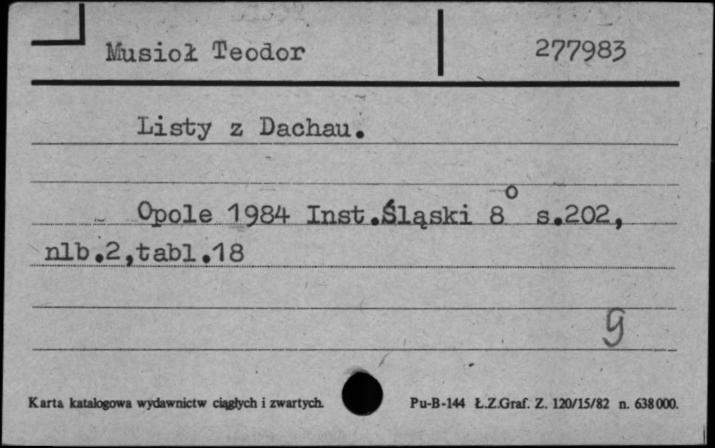 Musioł Teodor 277983
Listy z Dachau.
Opole 1984 Inst.Śląski 8° s.202,
nlb.2,tabl.18
g
Karta katalogowa wydawnictw ciągłych i zwartych. Pu-B-144 Ł.Z.Graf. Z. 120/15/82 n. 638000.